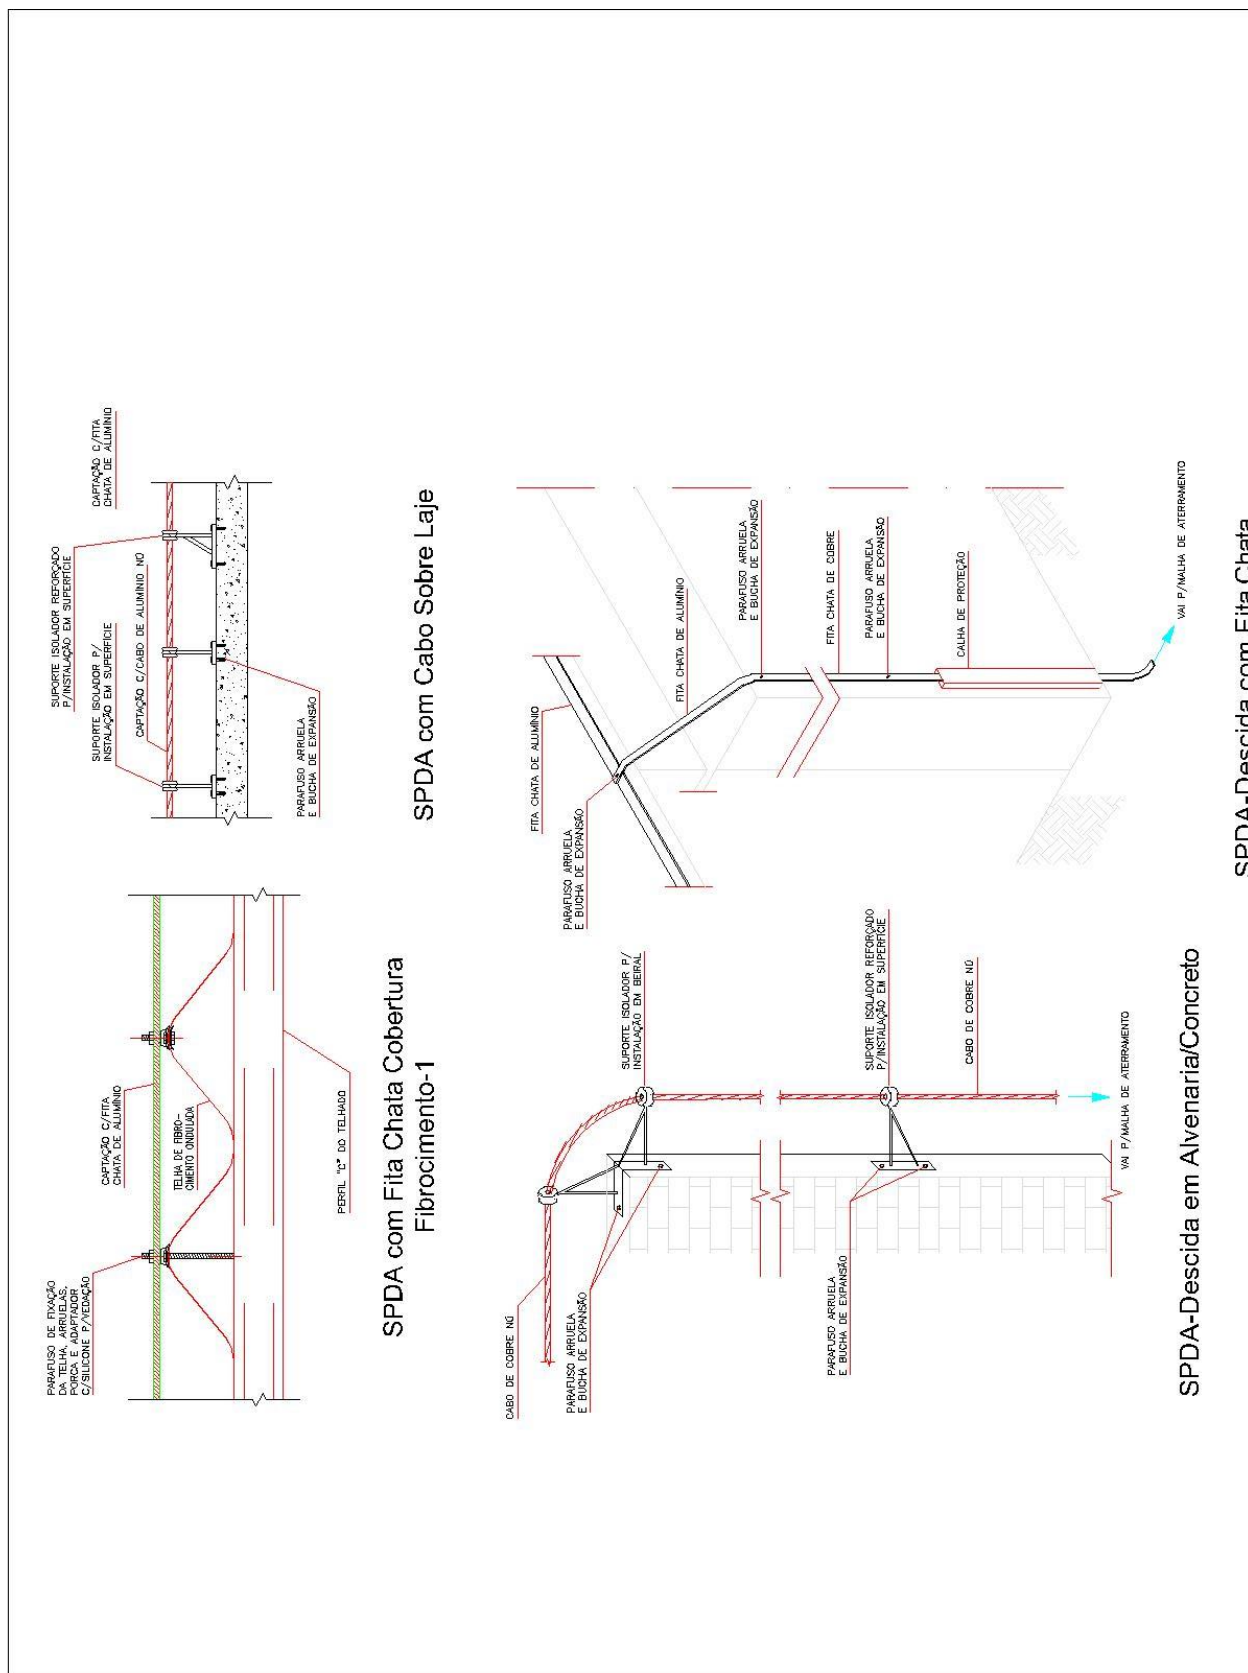 PARAFUSO DE FIXAÇÃO
DA TELHA, ARRUELAS,
PORCA E ADAPTADOR
C/SILICONE P/VEDAÇÃO
CAPTAÇÃO C/FITA
CHATA DE ALUMÍNIO
TELHA DE FIBRO-
CIMENTO ONDULADA
PERFIL "C" DO TELHADO
SPDA com Fita Chata Cobertura
Fibrocimento-1
SUPORTE ISOLADOR REFORÇADO
P/INSTALAÇÃO EM SUPERFÍCIE
SUPORTE ISOLADOR P/
INSTALAÇÃO EM SUPERFÍCIE
CAPTAÇÃO C/CABO DE ALUMÍNIO NÚ
CAPTAÇÃO C/FITA
CHATA DE ALUMÍNIO
PARAFUSO ARRUELA
E BUCHA DE EXPANSÃO
SPDA com Cabo Sobre Laje
CABO DE COBRE NÚ
PARAFUSO ARRUELA
E BUCHA DE EXPANSÃO
SUPORTE ISOLADOR P/
INSTALAÇÃO EM BEIRAL
PARAFUSO ARRUELA
E BUCHA DE EXPANSÃO
SUPORTE ISOLADOR REFORÇADO
P/INSTALAÇÃO EM SUPERFÍCIE
CABO DE COBRE NÚ
VAI P/MALHA DE ATERRAMENTO
SPDA-Descida em Alvenaria/Concreto
FITA CHATA DE ALUMÍNIO
PARAFUSO ARRUELA
E BUCHA DE EXPANSÃO
FITA CHATA DE ALUMÍNIO
PARAFUSO ARRUELA
E BUCHA DE EXPANSÃO
FITA CHATA DE COBRE
PARAFUSO ARRUELA
E BUCHA DE EXPANSÃO
CALHA DE PROTEÇÃO
VAI P/MALHA DE ATERRAMENTO
SPDA-Descida com Fita Chata